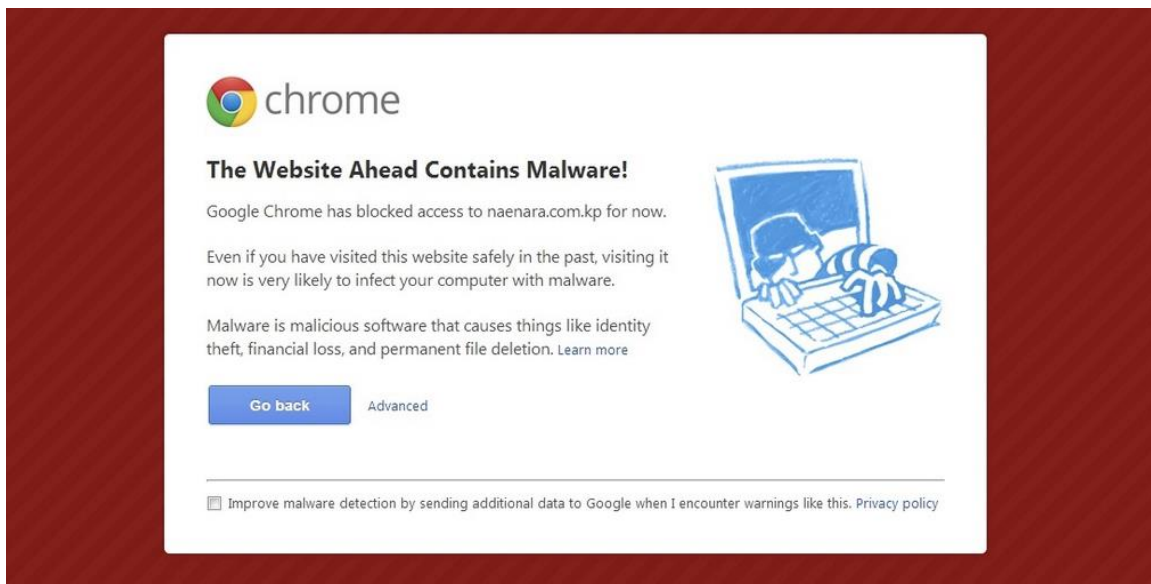 chrome
The Website Ahead Contains Malware!
Google Chrome has blocked access to naenara.com.kp for now.
Even if you have visited this website safely in the past, visiting it
now is very likely to infect your computer with malware.
Malware is malicious software that causes things like identity
theft, financial loss, and permanent file deletion. Learn more
Go back Advanced
Improve malware detection by sending additional data to Google when I encounter warnings like this. Privacy policy